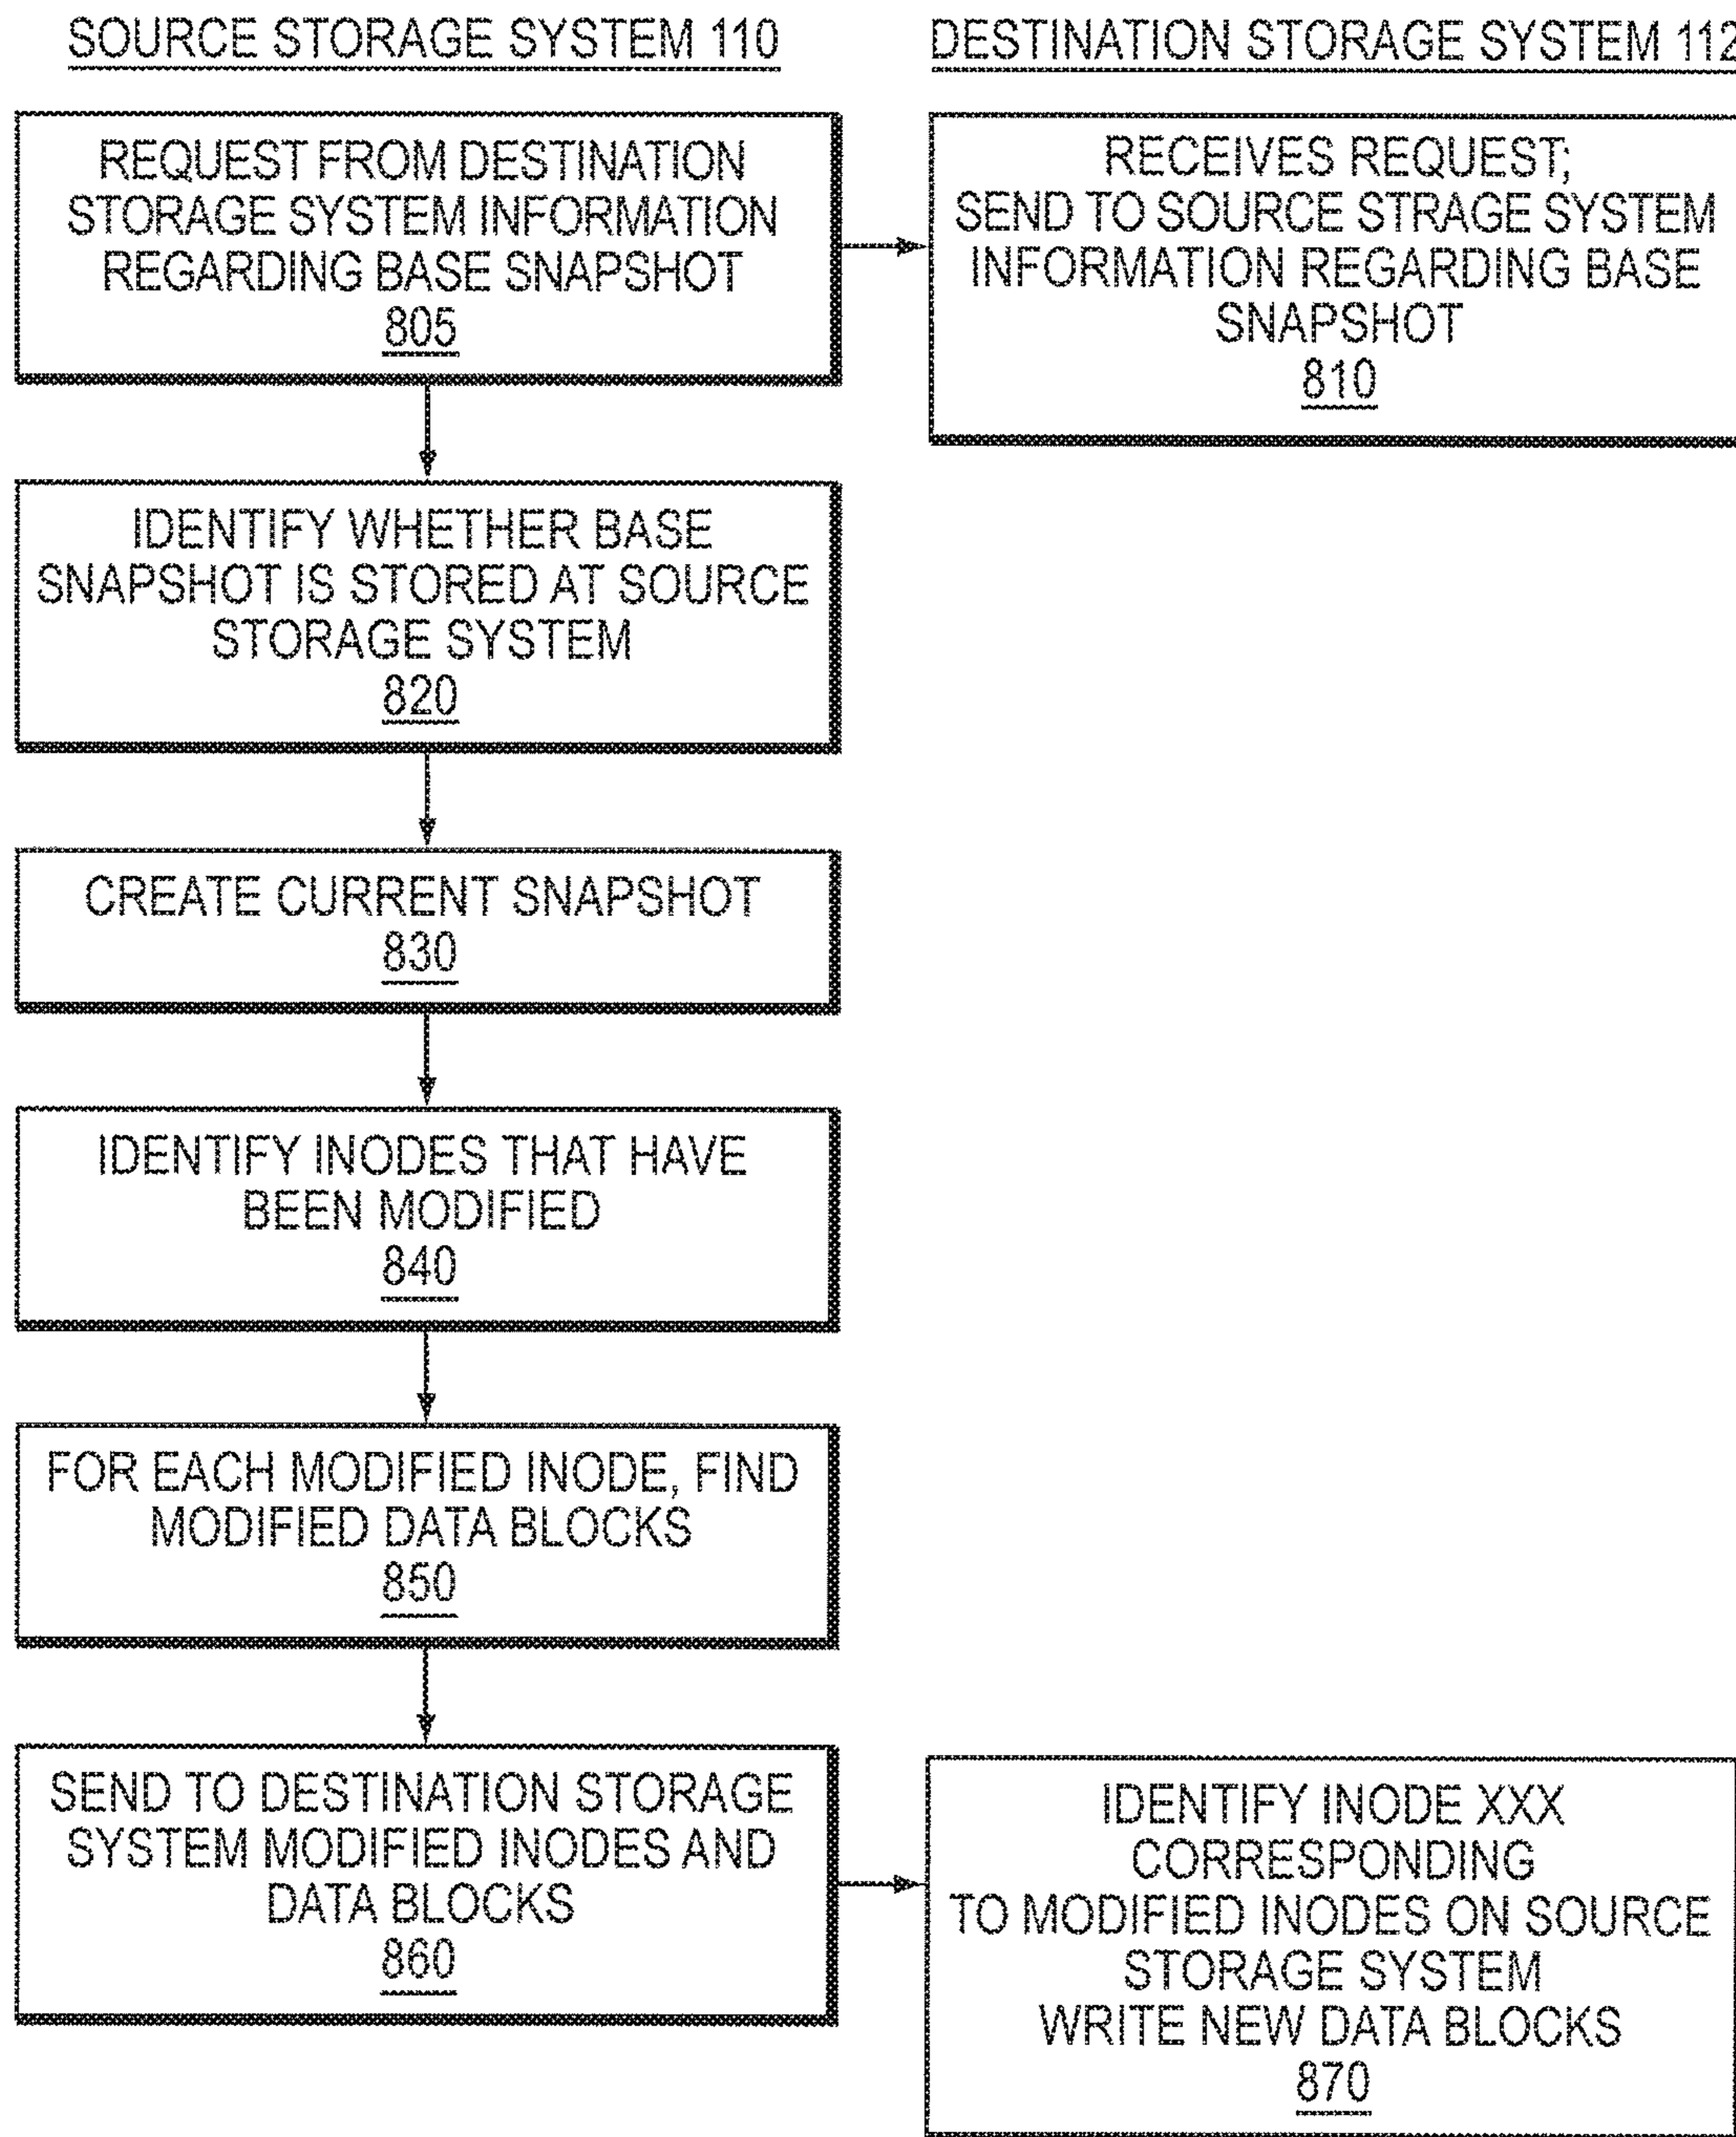 SOURCE STORAGE SYSTEM 110
DESTINATION STORAGE SYSTEM 112
REQUEST FROM DESTINATION
STORAGE SYSTEM INFORMATION
REGARDING BASE SNAPSHOT
805
RECEIVES REQUEST;
SEND TO SOURCE STRAGE SYSTEM
INFORMATION REGARDING BASE
SNAPSHOT
810
IDENTIFY WHETHER BASE
SNAPSHOT IS STORED AT SOURCE
STORAGE SYSTEM
820
CREATE CURRENT SNAPSHOT
830
IDENTIFY INODES THAT HAVE
BEEN MODIFIED
840
FOR EACH MODIFIED INODE, FIND
MODIFIED DATA BLOCKS
850
SEND TO DESTINATION STORAGE
SYSTEM MODIFIED INODES AND
DATA BLOCKS
860
IDENTIFY INODE XXX
CORRESPONDING
TO MODIFIED INODES ON SOURCE
STORAGE SYSTEM
WRITE NEW DATA BLOCKS
870